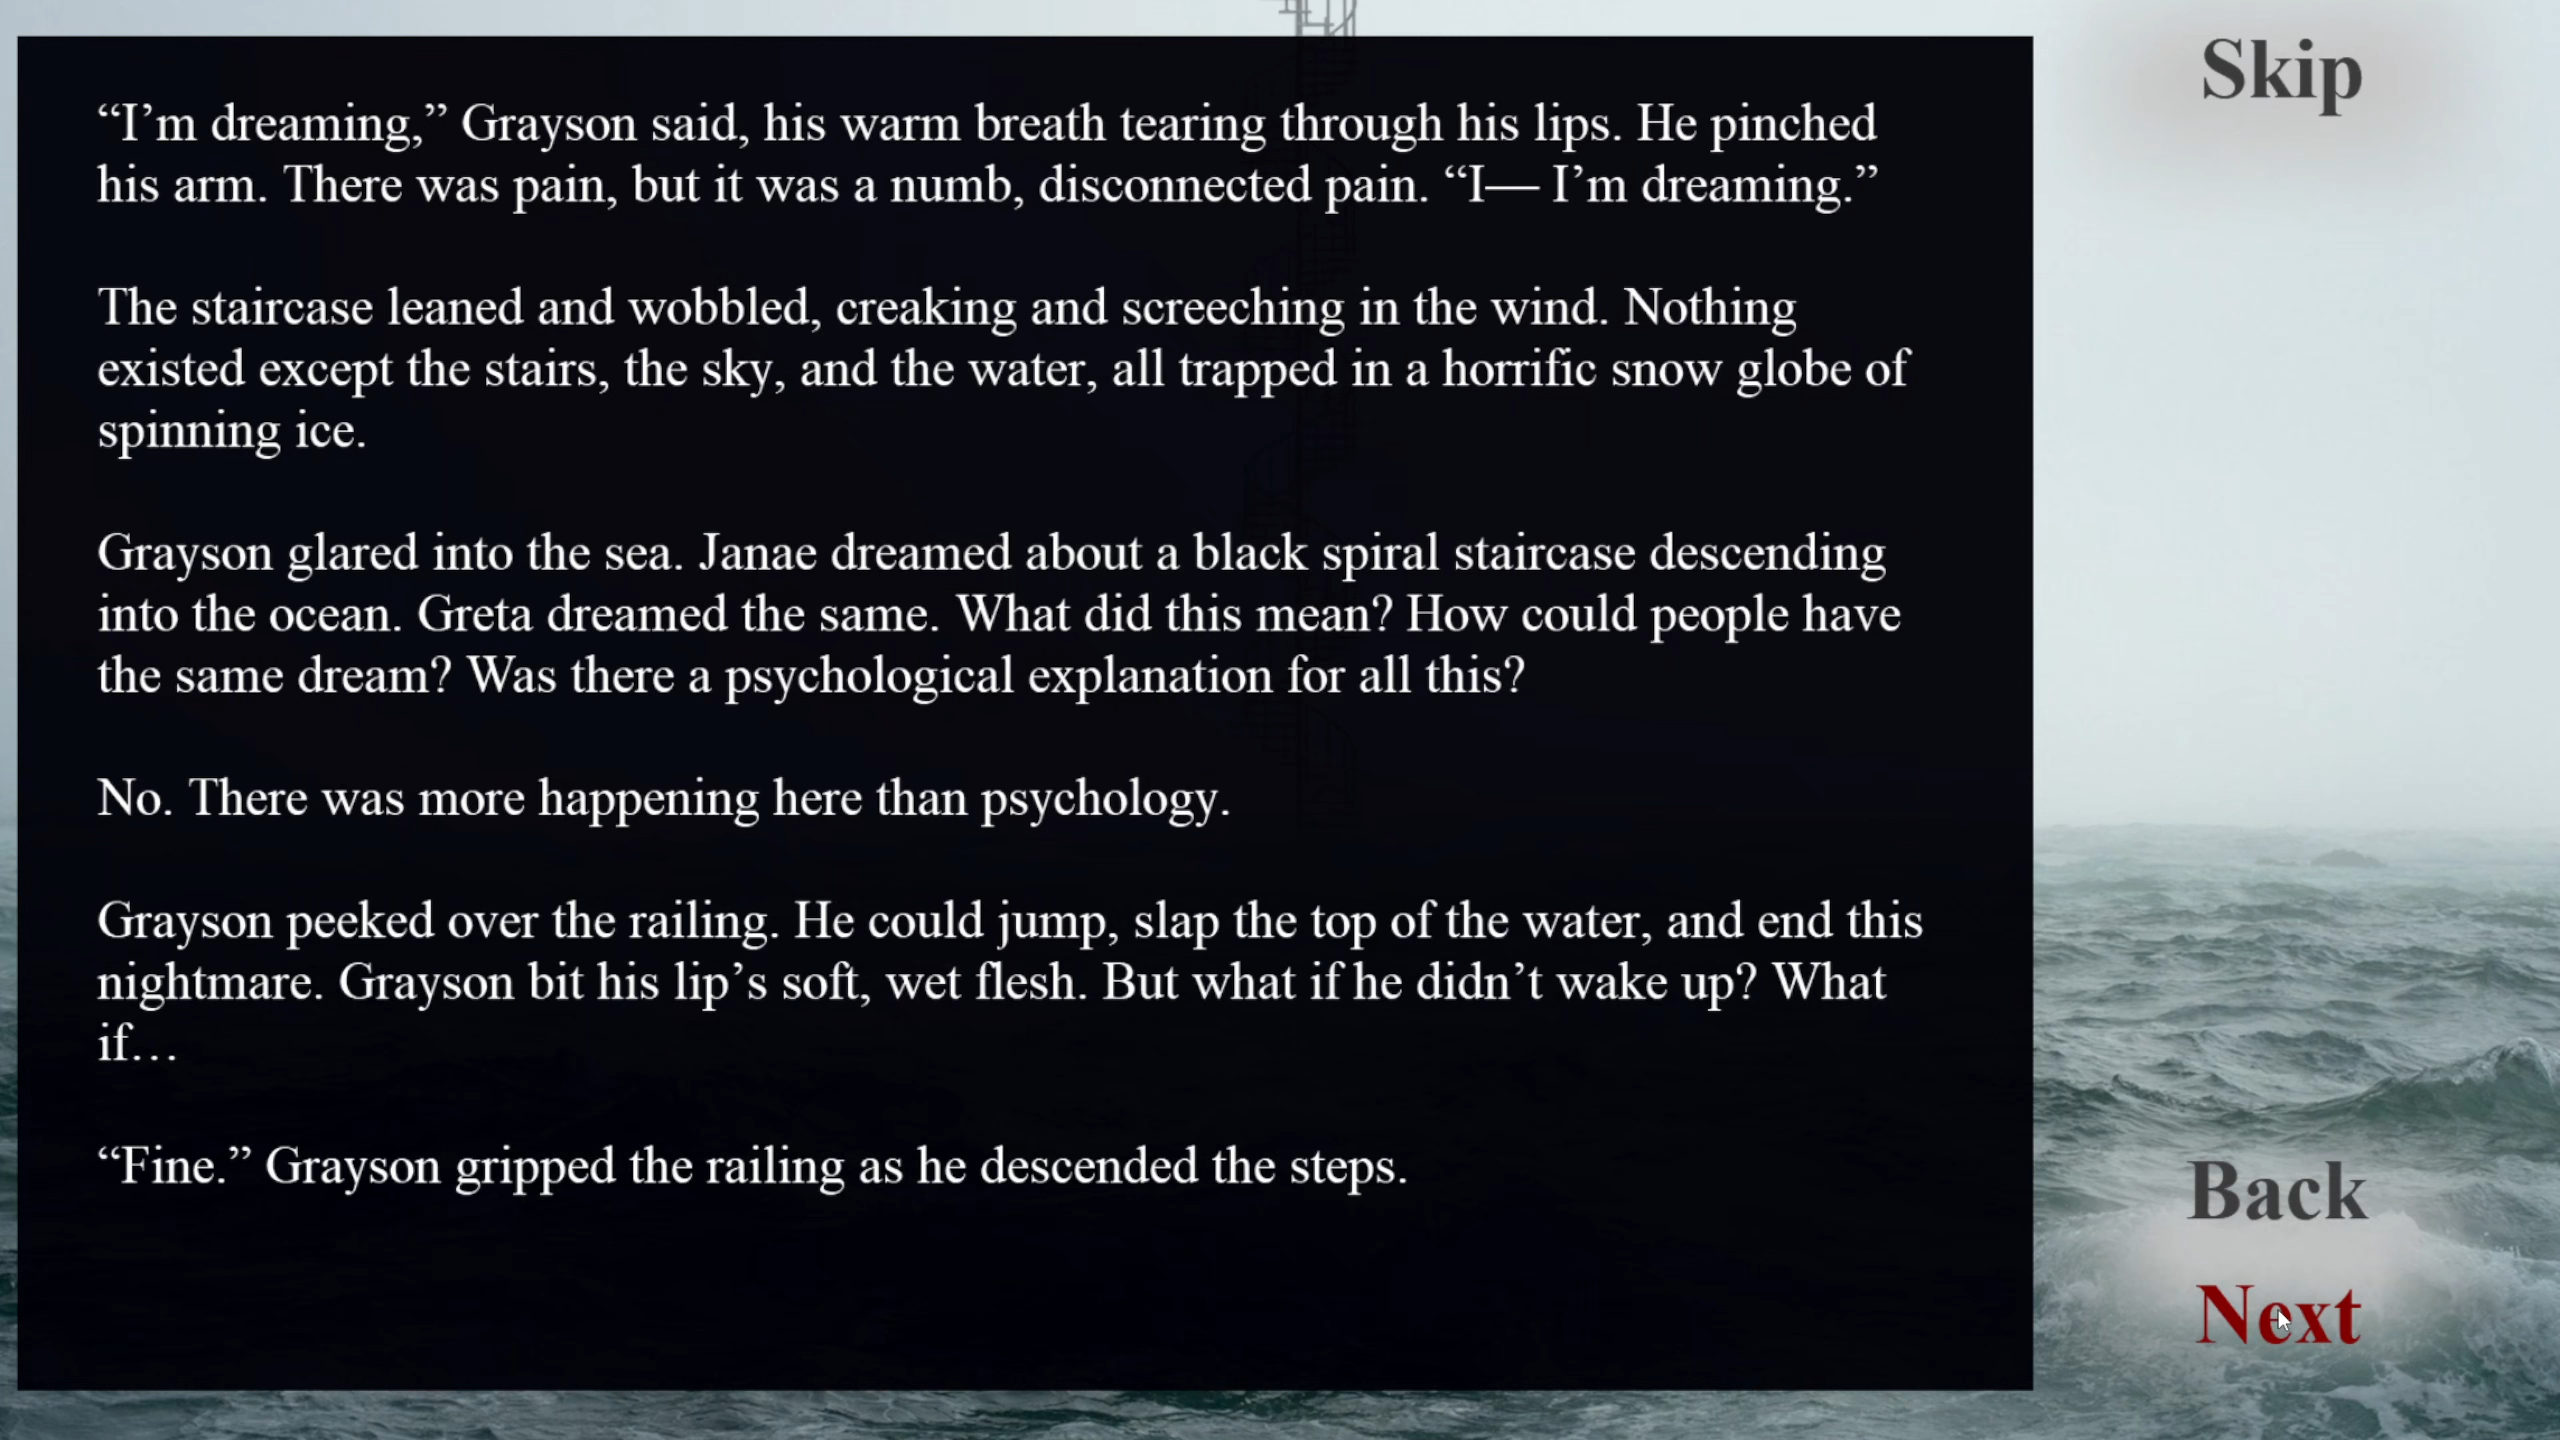 “I’m dreaming,” Grayson said, his warm breath tearing through his lips. He pinched
his arm. There was pain, but it was a numb, disconnected pain. “I— I’m dreaming.”
The staircase leaned and wobbled, creaking and screeching in the wind. Nothing
existed except the stairs, the sky, and the water, all trapped in a horrific snow globe of
spinning ice.
Grayson glared into the sea. Janae dreamed about a black spiral staircase descending
into the ocean. Greta dreamed the same. What did this mean? How could people have
the same dream? Was there a psychological explanation for all this?
No. There was more happening here than psychology.
Grayson peeked over the railing. He could jump, slap the top of the water, and end this
nightmare. Grayson bit his lip’s soft, wet flesh. But what if he didn’t wake up? What
if…
“Fine.” Grayson gripped the railing as he descended the steps.
Skip
Back
Next